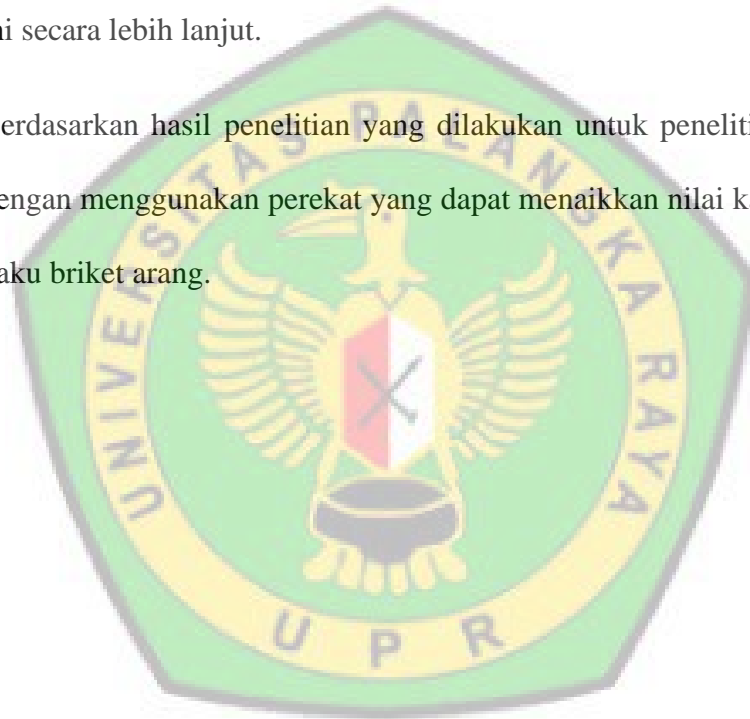 ni secara lebih lanjut.
erdasarkan hasil penelitian yang dilakukan untuk peneliti
engan menggunakan perekat yang dapat menaikkan nilai k
aku briket arang.
UNIVERSITAS PALANGKA RAYA
UPR